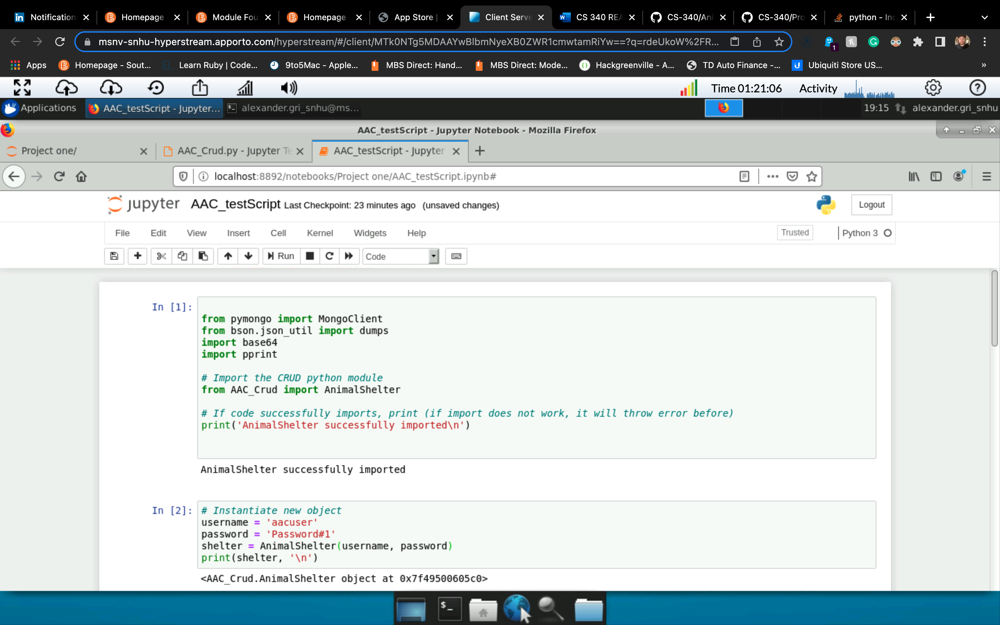 Notification
Homepage
Module Fou
Homepage
App Store |
Client Serve
CS 340 REA
CS-340/Ani
CS-340/Pro
python - Inc
msnv-snhu-hyperstream.apporto.com/hyperstream/#/client/MTk0NTg5MDAAYwBlbmNyeXB0ZWR1cmwtamRiYw==?q=rdeUkoW%2FR...
1
Apps
Homepage - Sout...
Learn Ruby | Code...
9to5Mac - Apple...
MBS Direct: Hand...
MBS Direct: Mode...
Hackgreenville - A...
TD Auto Finance -...
Ubiquiti Store US...
»
Time 01:21:06
Activity
Applications
AAC_testScript - Jupyter...
alexander.gri_snhu@ms...
19:15
alexander.gri_snhu
AAC_testScript - Jupyter Notebook - Mozilla Firefox
Project one/
AAC_Crud.py - Jupyter Te
AAC_testScript - Jupyter
localhost:8892/notebooks/Project one/AAC_testScript.ipynb#
jupyter
AAC_testScript Last Checkpoint: 23 minutes ago (unsaved changes)
Logout
File Edit View Insert Cell Kernel Widgets Help
Trusted
Python 3
Run
Code
In [1]:
from pymongo import MongoClient
from bson.json_util import dumps
import base64
import pprint
# Import the CRUD python module
from AAC_Crud import AnimalShelter
# If code successfully imports, print (if import does not work, it will throw error before)
print('AnimalShelter successfully imported\n')
AnimalShelter successfully imported
In [2]:
# Instantiate new object
username = 'aacuser'
password = 'Password#1'
shelter = AnimalShelter(username, password)
print(shelter, '\n')
<AAC_Crud.AnimalShelter object at 0x7f49500605c0>